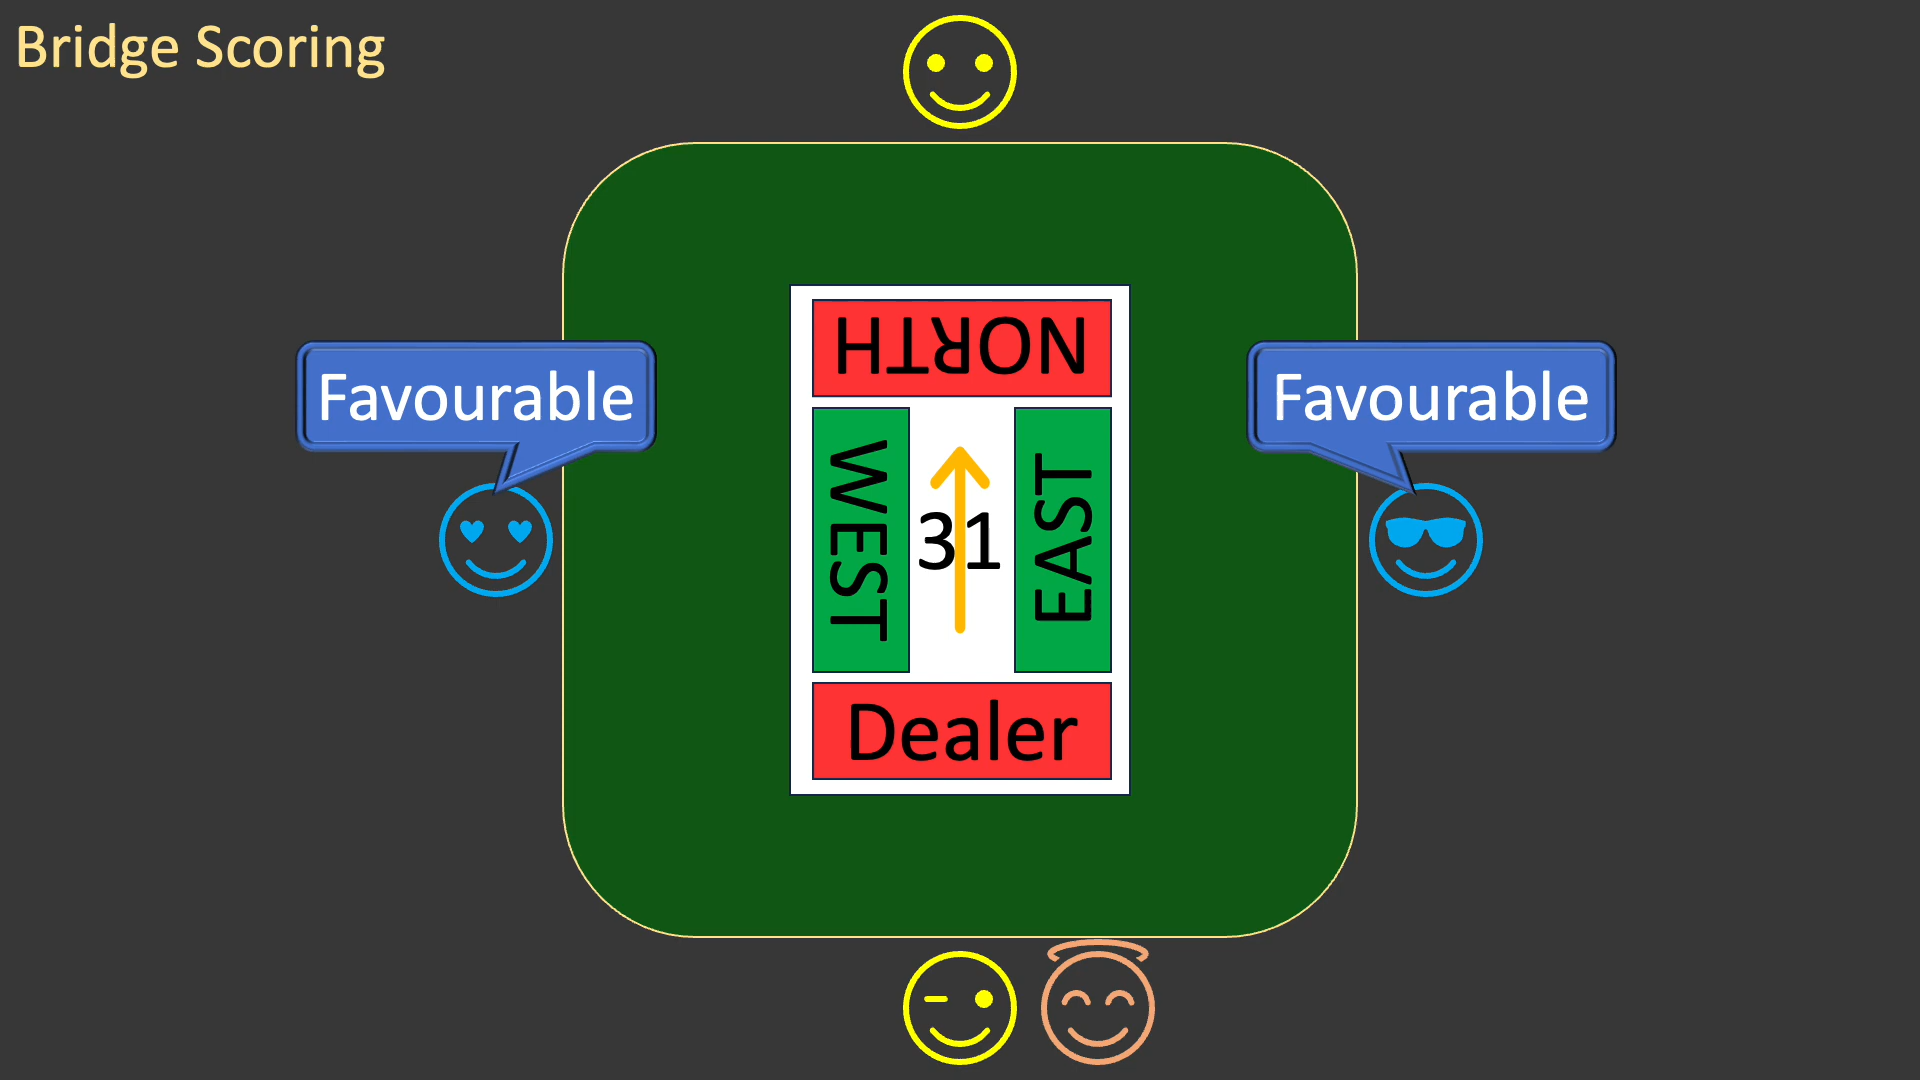 Bridge Scoring
NORTH
Favourable
Favourable
WEST
31
EAST
Dealer